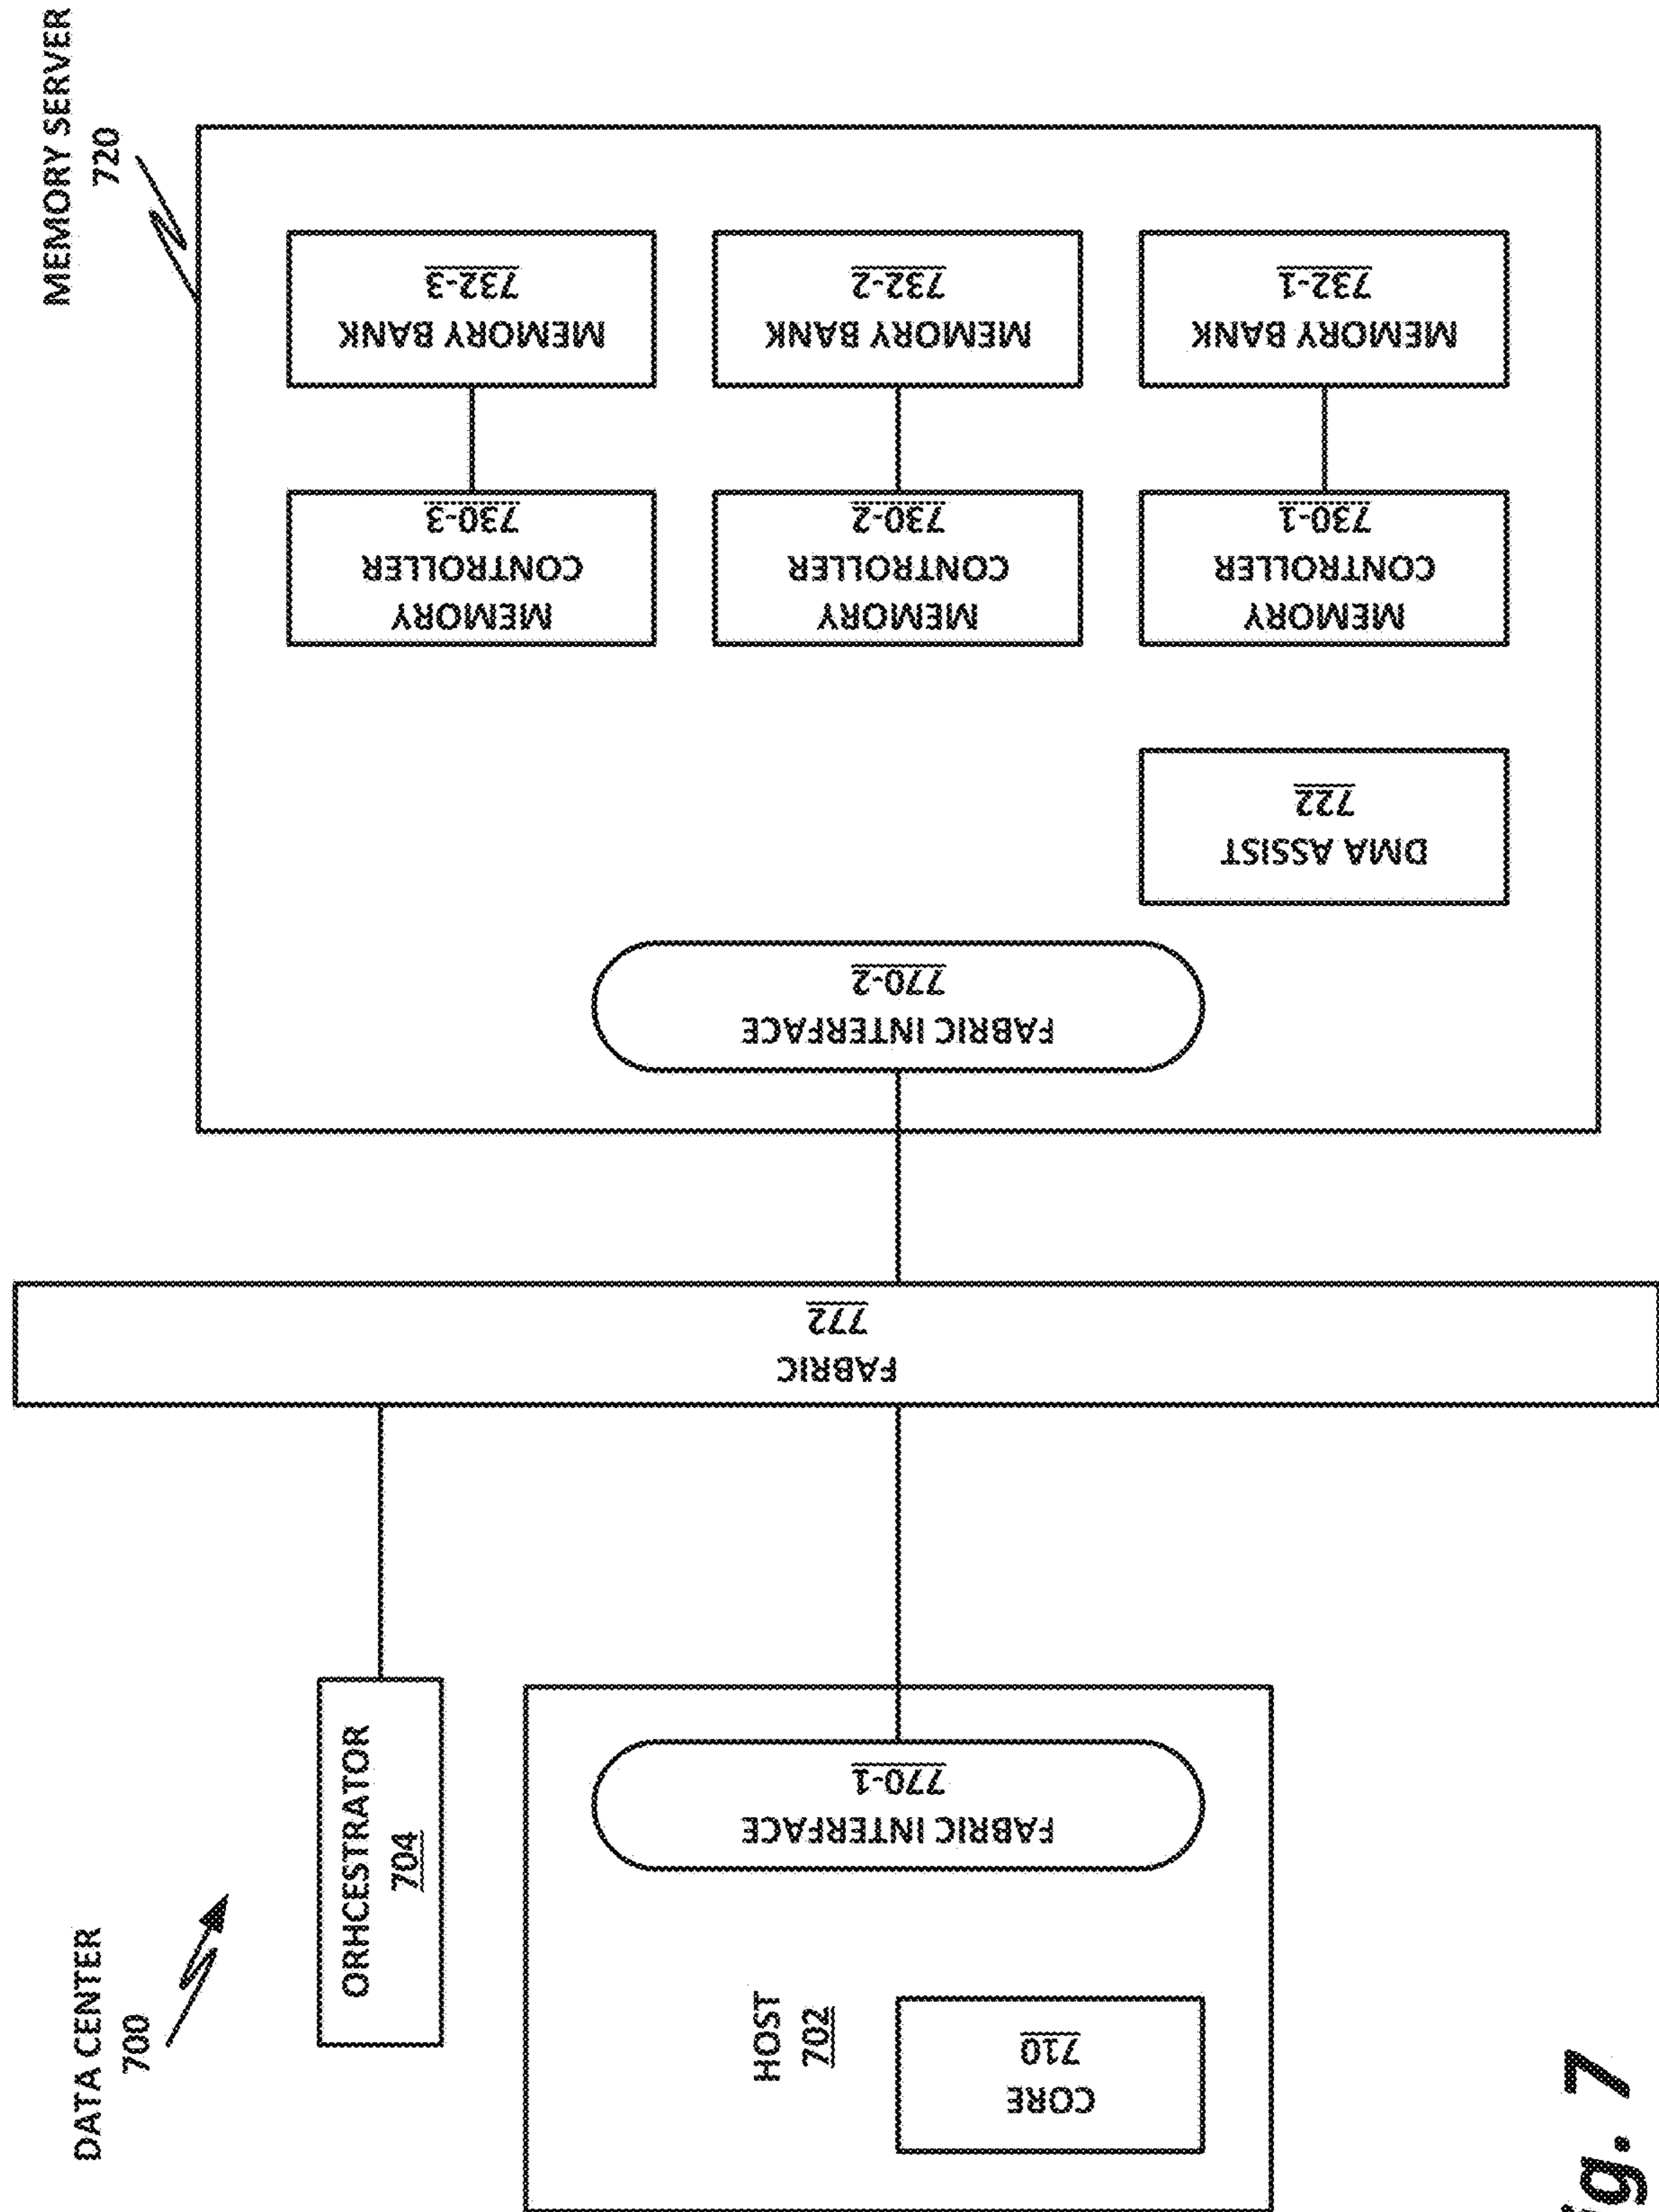 DATA CENTER
700
ORHCESTRATOR
704
HOST
702
CORE
710
FABRIC INTERFACE
770-1
FABRIC
772
MEMORY SERVER
720
FABRIC INTERFACE
770-2
DMA ASSIST
722
MEMORY
CONTROLLER
730-3
MEMORY BANK
732-3
MEMORY
CONTROLLER
730-2
MEMORY BANK
732-2
MEMORY
CONTROLLER
730-1
MEMORY BANK
732-1
7